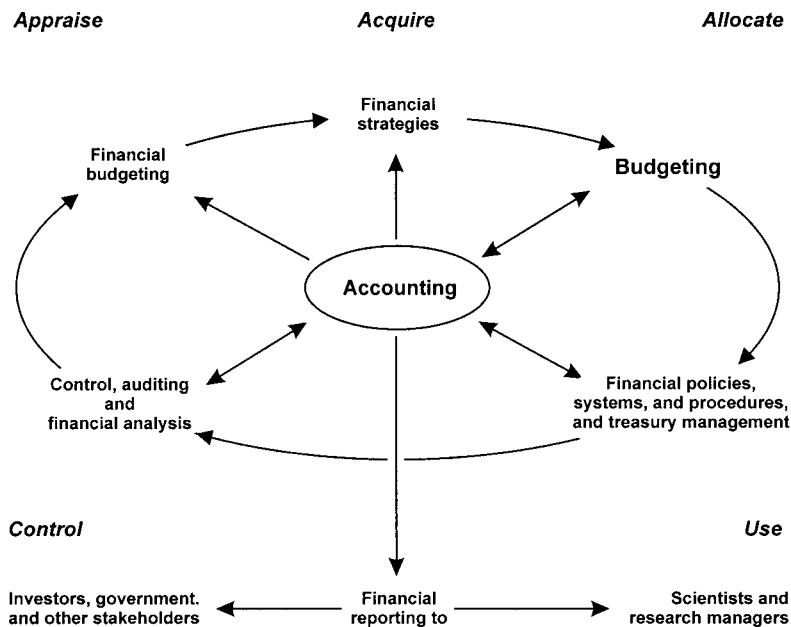 Appraise
Acquire
Allocate
Financial
strategies
Financial
budgeting
Budgeting
Accounting
Control, auditing
and
financial analysis
Financial policies,
systems, and procedures,
and treasury management
Control
Use
Investors, government.
and other stakeholders
Financial
reporting to
Scientists and
research managers